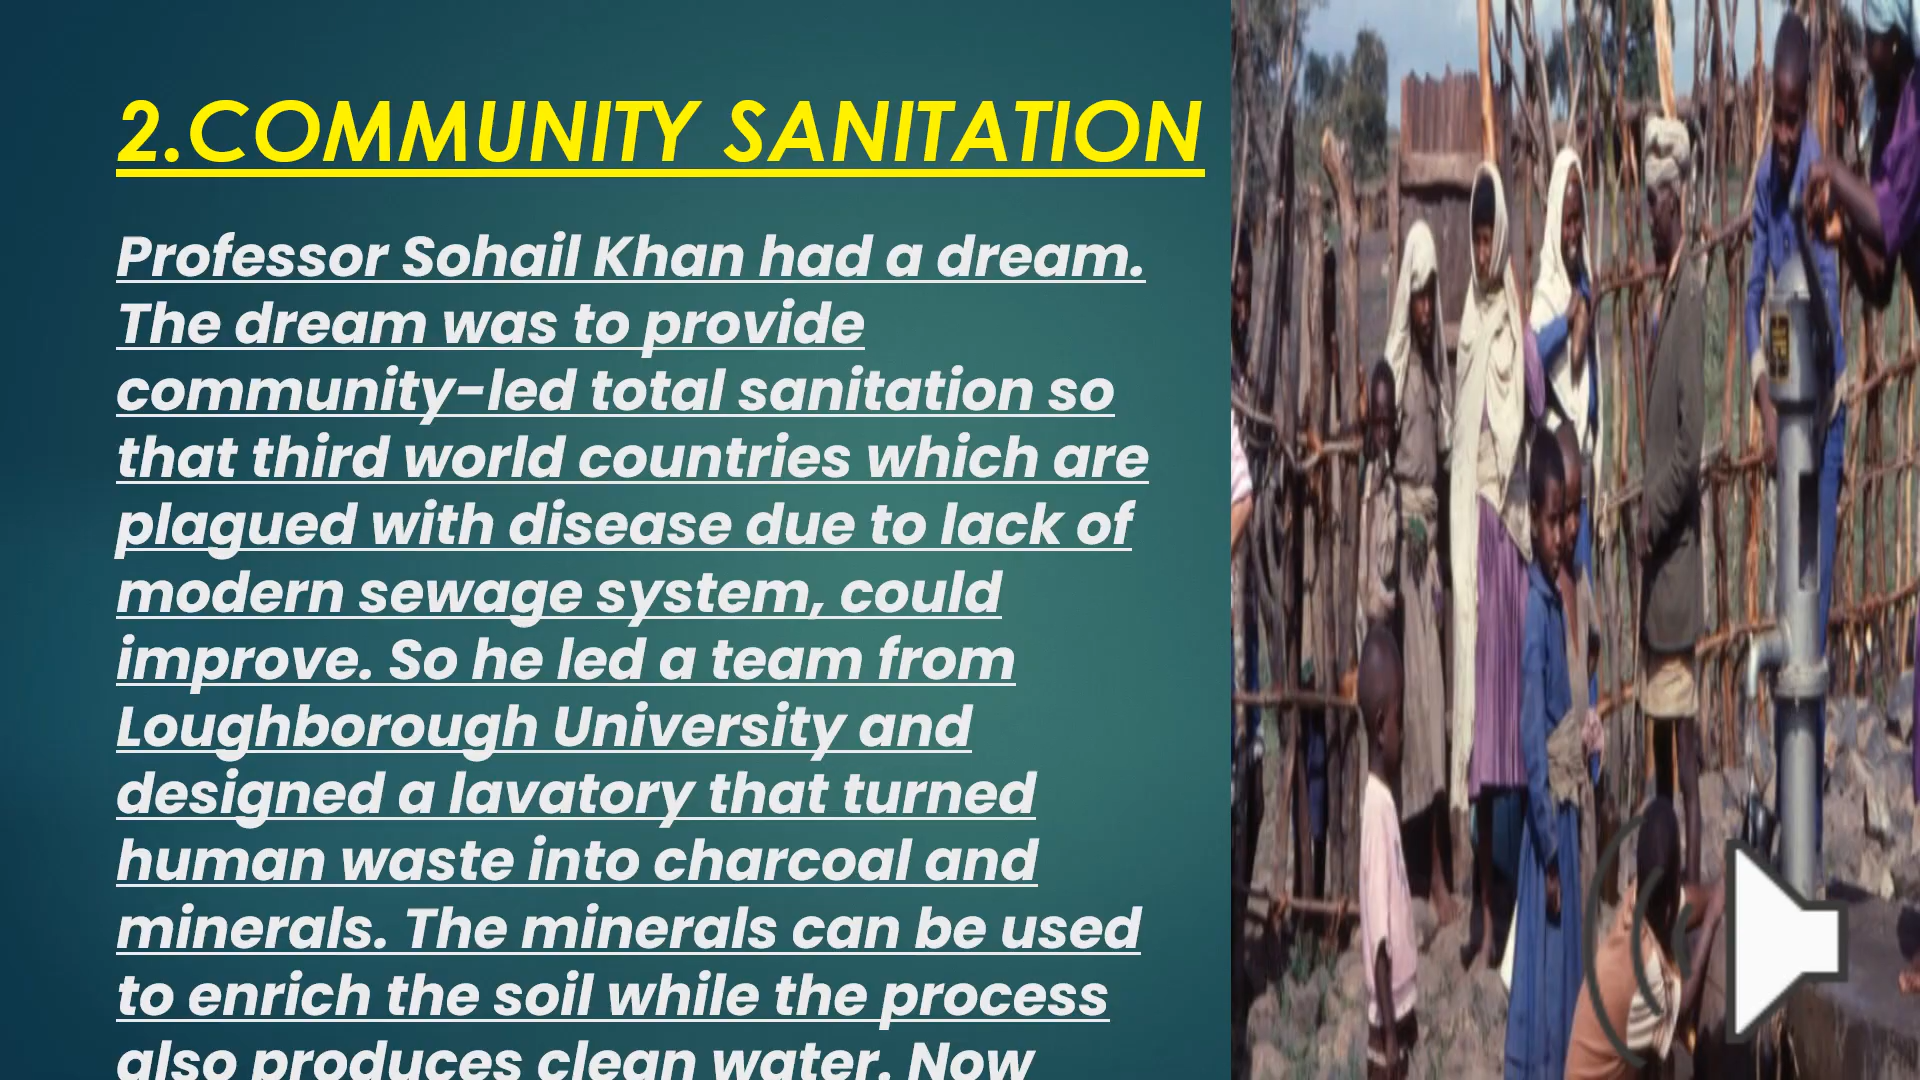 2.COMMUNITY SANITATION
Professor Sohail Khan had a dream.
The dream was to provide
community-led total sanitation so
that third world countries which are
plagued with disease due to lack of
modern sewage system, could
improve. So he led a team from
Loughborough University and
designed a lavatory that turned
human waste into charcoal and
minerals. The minerals can be used
to enrich the soil while the process
also produces clean water. Now